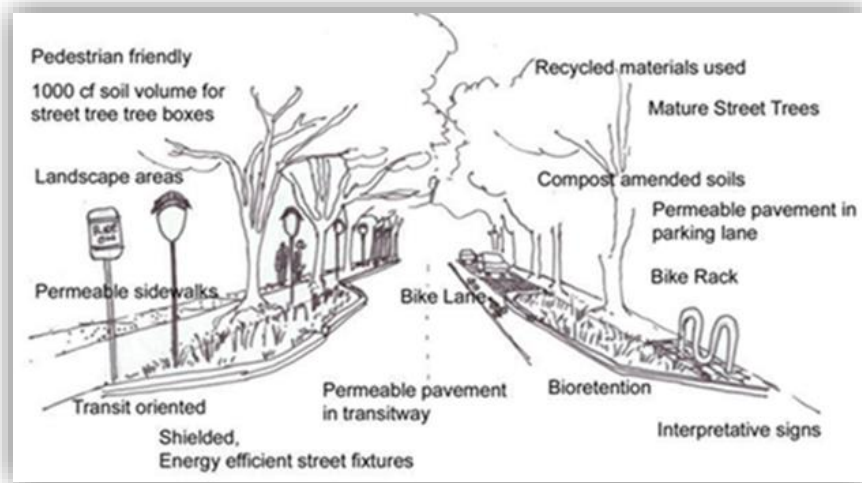 Pedestrian friendly
1000 cf soil volume for
street tree tree boxes
Landscape areas
Permeable sidewalks
Transit oriented
Shielded,
Energy efficient street fixtures
Bike Lane
Permeable pavement
in transitway
Recycled materials used
Mature Street Trees
Compost amended soils
Permeable pavement in
parking lane
Bike Rack
Bioretention
Interpretative signs